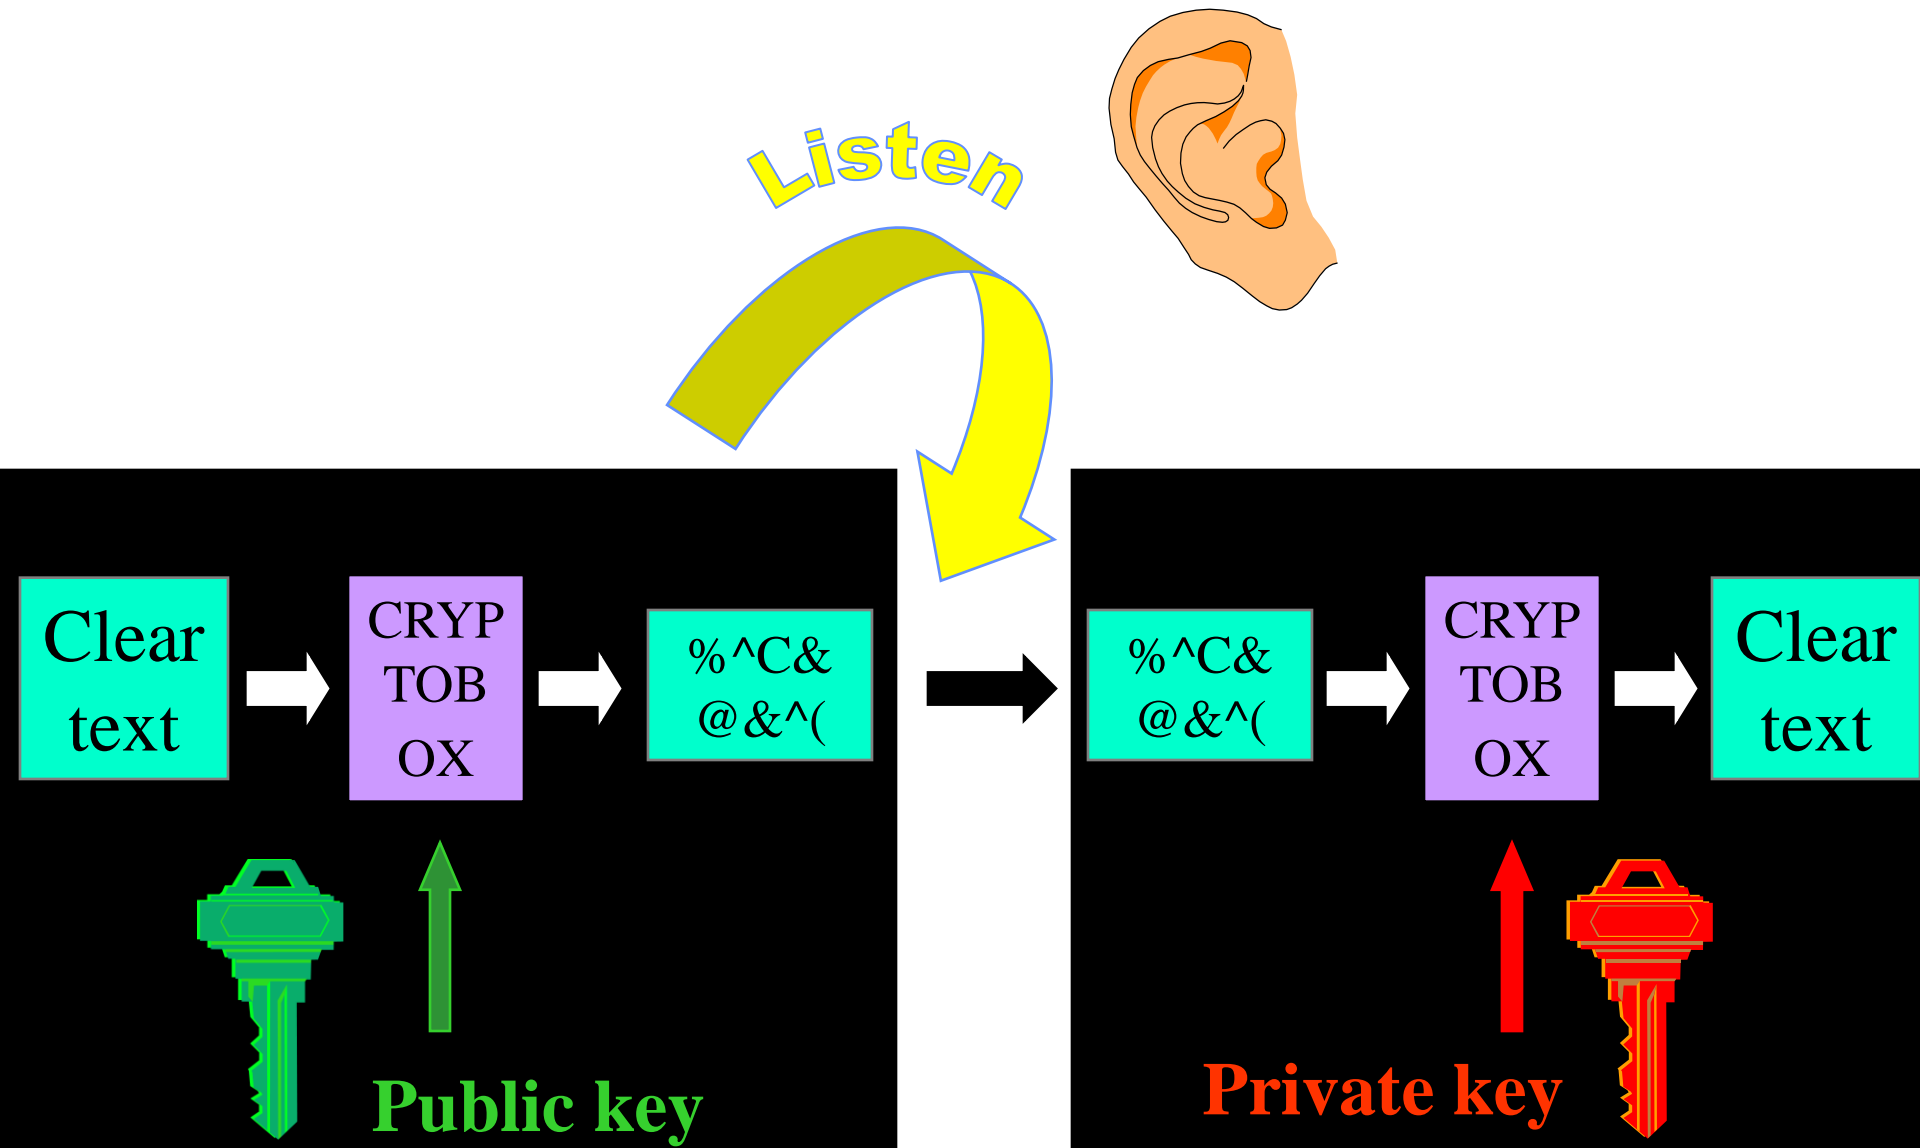 Listen
Clear
text
CRYP
TOB
OX
%^C&
@&^(
%^C&
@&^(
CRYP
TOB
OX
Clear
text
Public key
Private key